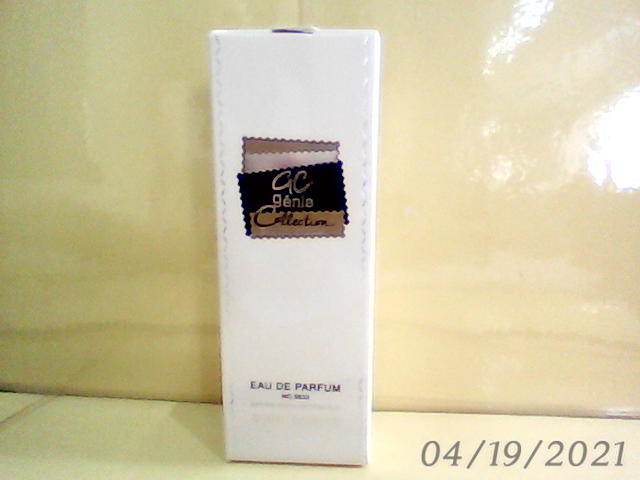 GC
génie
Collection
EAU DE PARFUM
04/19/2021